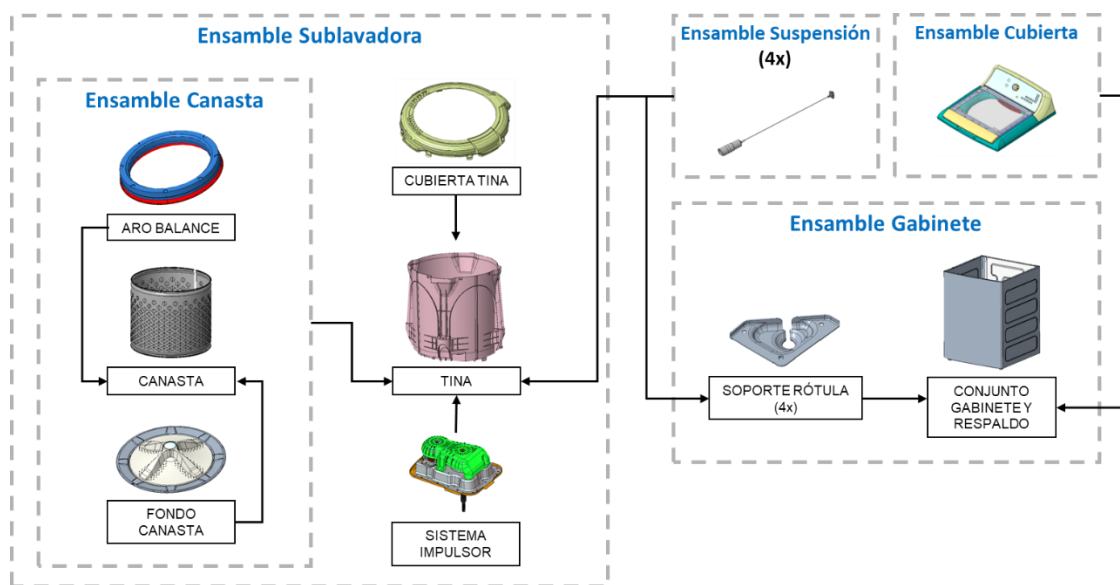 Ensamble Sublavadora
Ensamble Canasta
ARO BALANCE
CANASTA
FONDO
CANASTA
CUBIERTA TINA
TINA
SISTEMA
IMPULSOR
Ensamble Suspensión
(4x)
Ensamble Cubierta
Ensamble Gabinete
SOPORTE RÓTULA
(4x)
CONJUNTO
GABINETE Y
RESPALDO